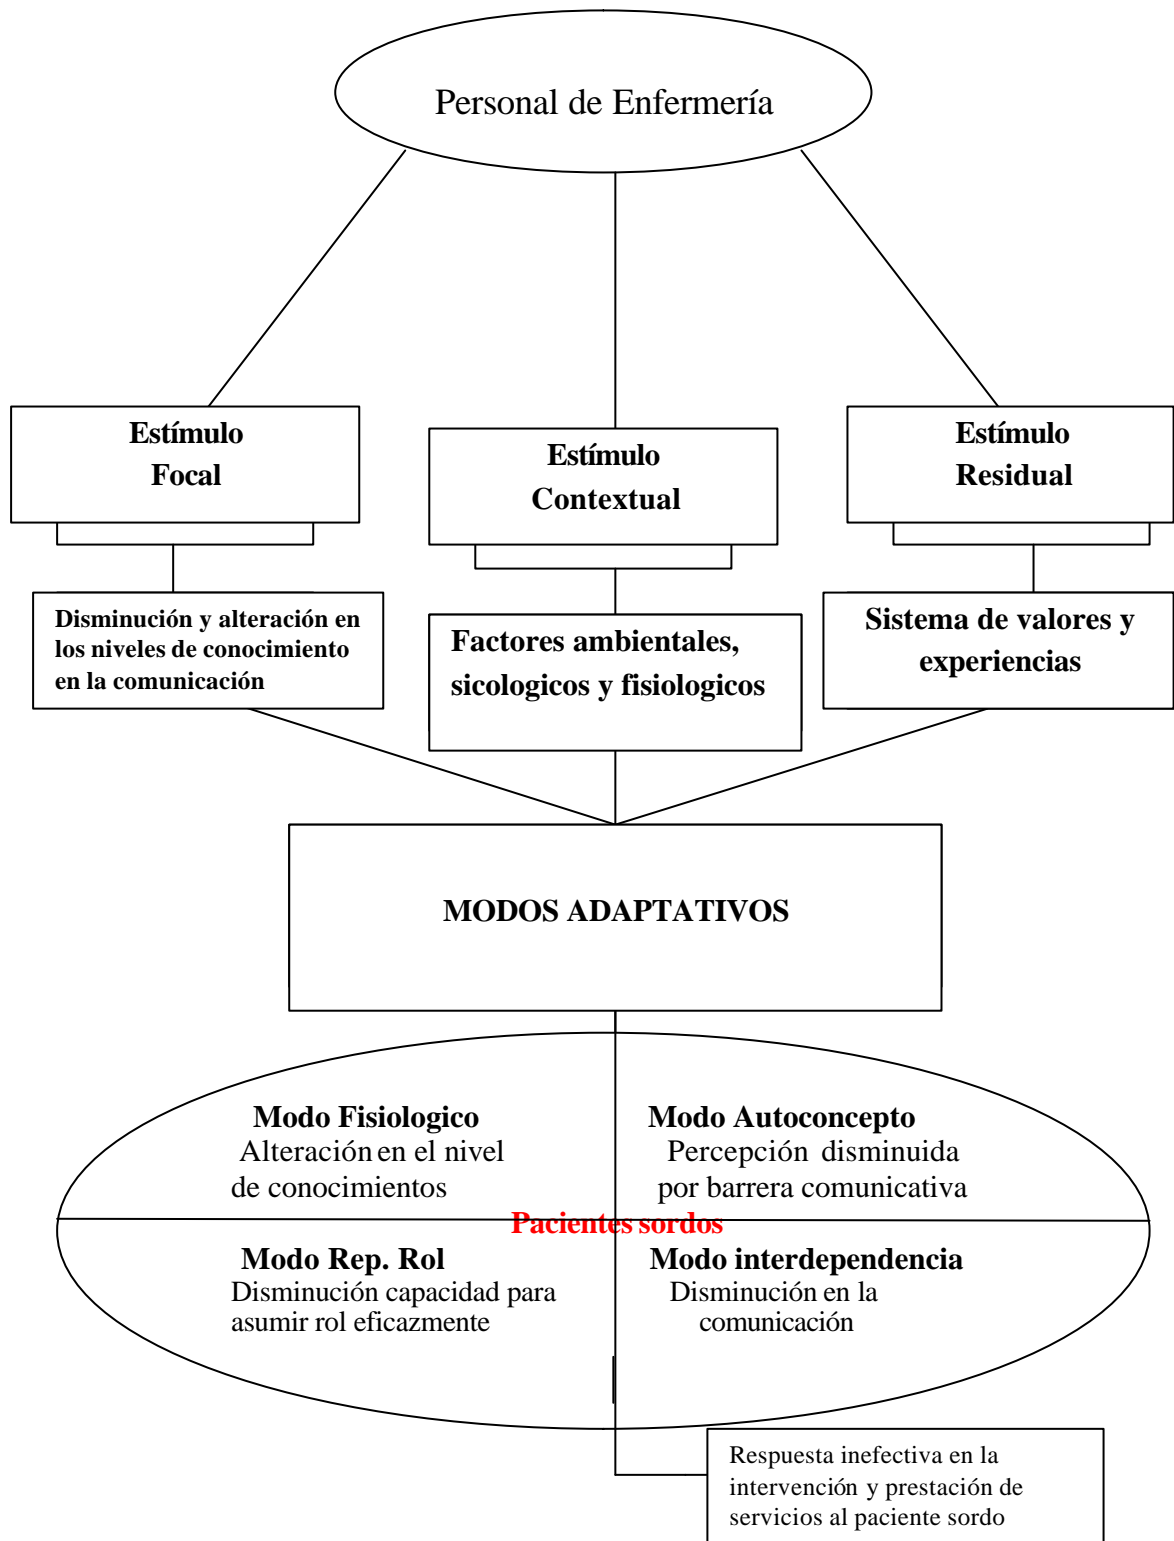 Personal de Enfermería
Estímulo
Focal
Estímulo
Contextual
Estímulo
Residual
Disminución y alteración en
los niveles de conocimiento
en la comunicación
Factores ambientales,
sicologicos y fisiologicos
Sistema de valores y
experiencias
MODOS ADAPTATIVOS
Modo Fisiologico
Alteración en el nivel
de conocimientos
Modo Autoconcepto
Percepción disminuida
por barrera comunicativa
Pacientes sordos
Modo Rep. Rol
Disminución capacidad para
asumir rol eficazmente
Modo interdependencia
Disminución en la
comunicación
Respuesta inefectiva en la
intervención y prestación de
servicios al paciente sordo